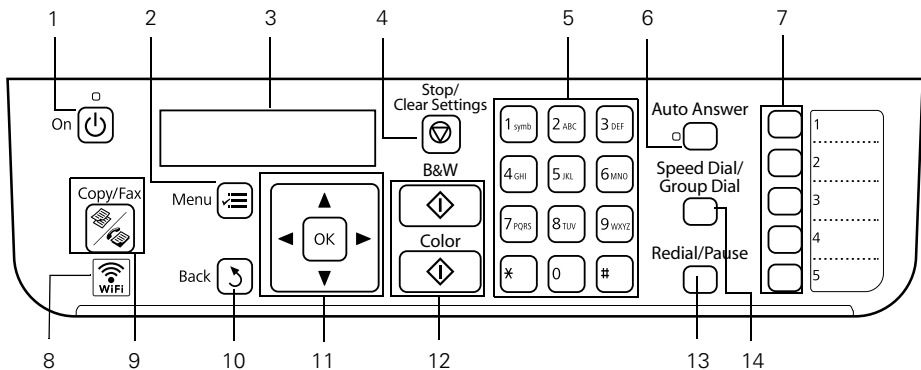 1 2 3 4 5 6 7
On
Stop/
Clear Settings
1 symb 2 ABC 3 DEF
4 GHI 5 JKL 6 MNO
7 PQRS 8 TUV 9 WXYZ
* 0 #
Auto Answer
Speed Dial/
Group Dial
Redial/Pause
1
2
3
4
5
Copy/Fax
WiFi
Menu
Back
OK
B&W
Color
8 9 10 11 12 13 14